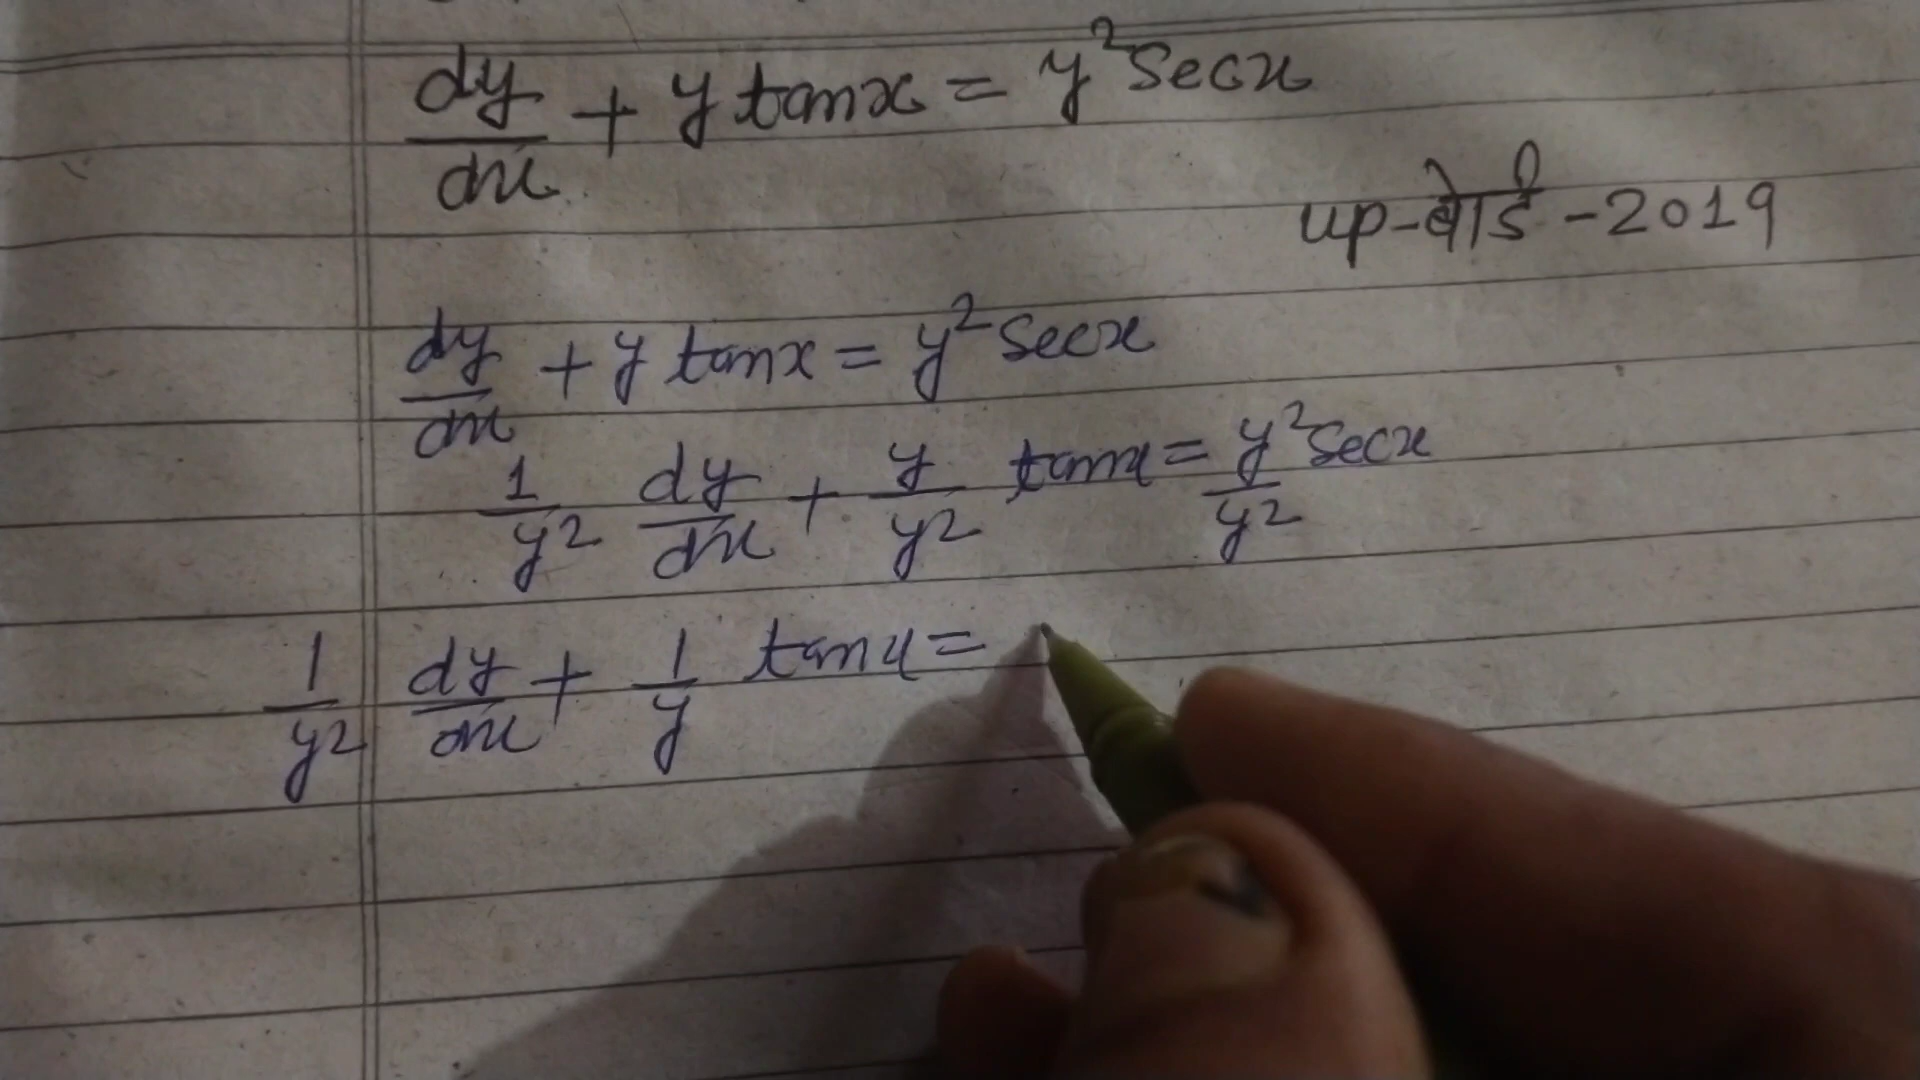 dy/dx + y tanx = y² Secx
up-बोर्ड - 2019
dy/dx + y tanx = y² Secx
1/y² dy/dx + y/y² tanx = y² Secx/y²
1/y² dy/dx + 1/y tanx =